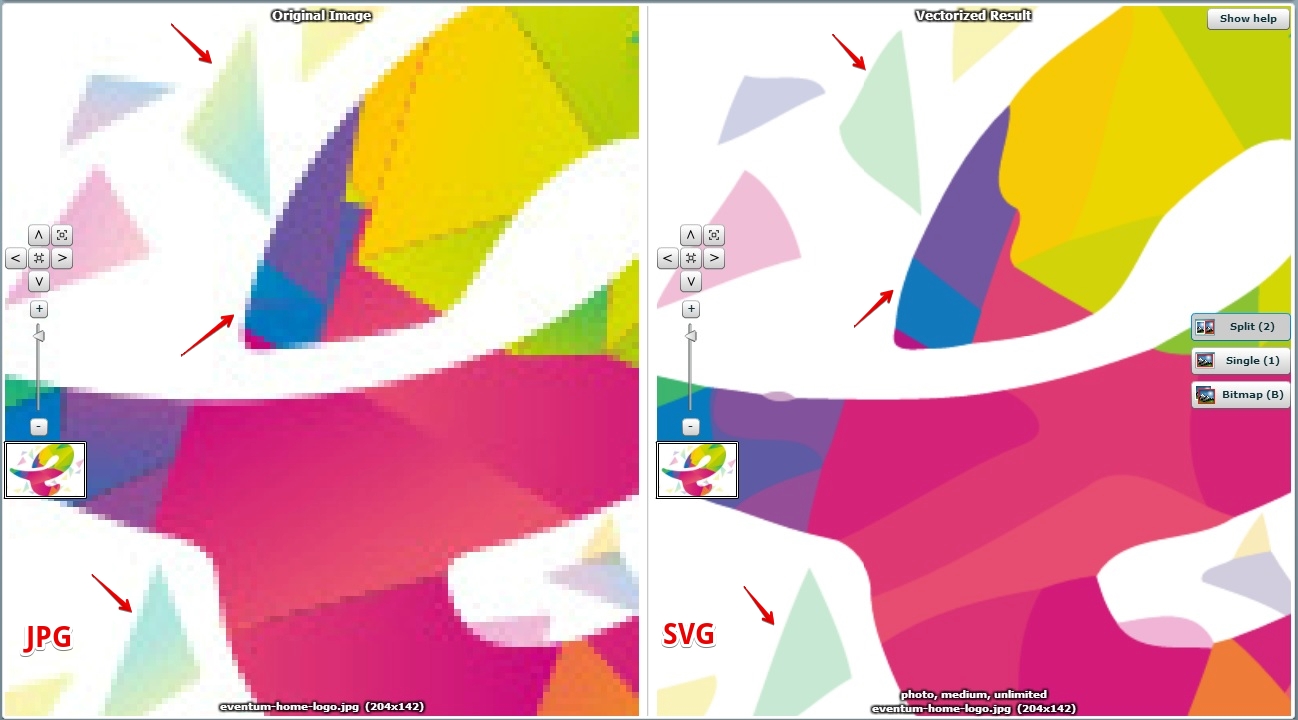 Original Image
Vectorized Result
Show help
Split (2)
Single (1)
Bitmap (B)
JPG
SVG
eventum-home-logo.jpg (204x142)
photo, medium, unlimited
eventum-home-logo.jpg (204x142)